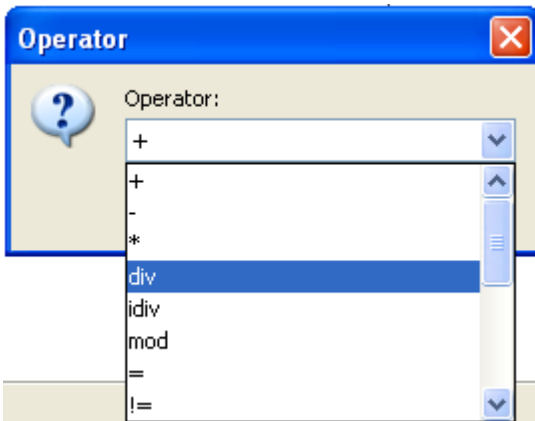 Operator
Operator:
+
+
-
*
div
idiv
mod
=
!=